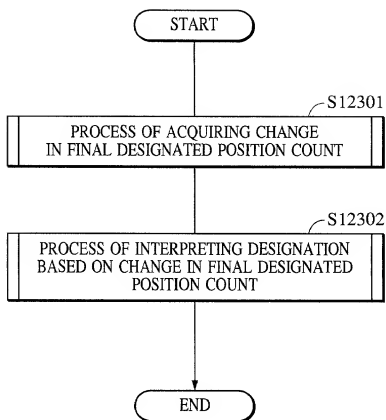 START
S12301
PROCESS OF ACQUIRING CHANGE
IN FINAL DESIGNATED POSITION COUNT
S12302
PROCESS OF INTERPRETING DESIGNATION
BASED ON CHANGE IN FINAL DESIGNATED
POSITION COUNT
END